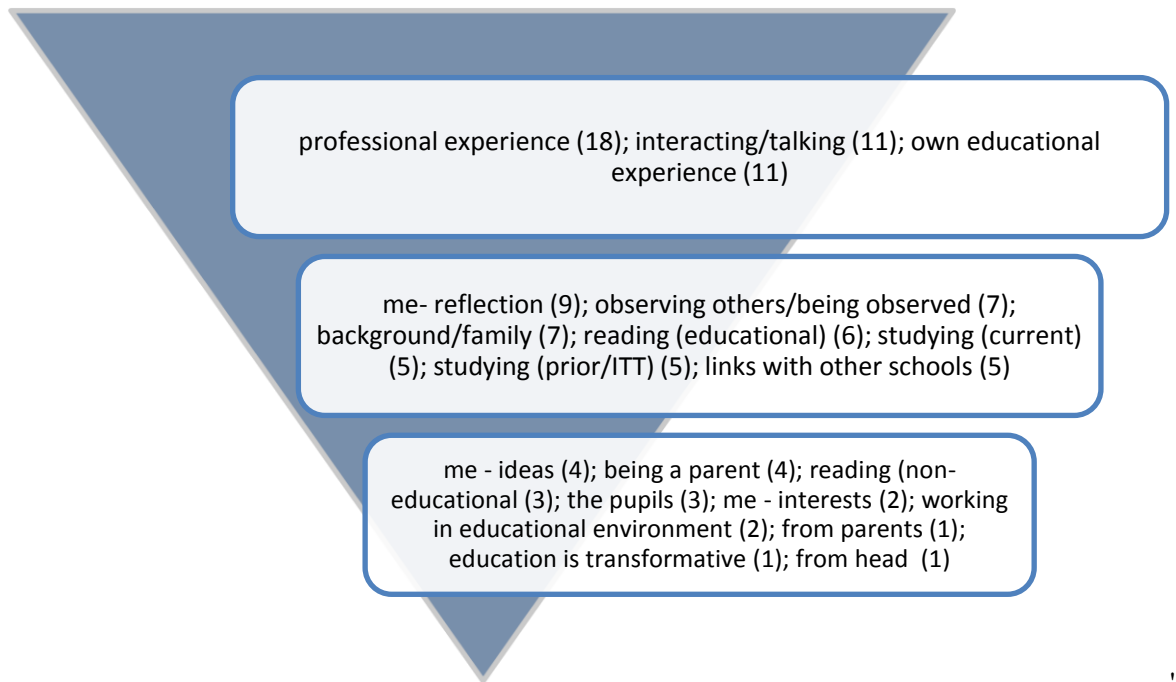 professional experience (18); interacting/talking (11); own educational
experience (11)
me- reflection (9); observing others/being observed (7);
background/family (7); reading (educational) (6); studying (current)
(5); studying (prior/ITT) (5); links with other schools (5)
me - ideas (4); being a parent (4); reading (non-
educational (3); the pupils (3); me - interests (2); working
in educational environment (2); from parents (1);
education is transformative (1); from head  (1)